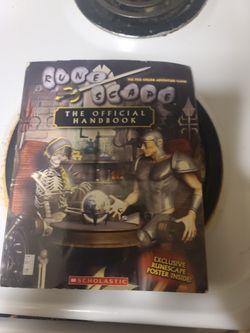 RUNE
SCAPE
THE FREE ONLINE ADVENTURE GAME
THE OFFICIAL
HANDBOOK
EXCLUSIVE
RUNESCAPE
POSTER INSIDE!
SCHOLASTIC